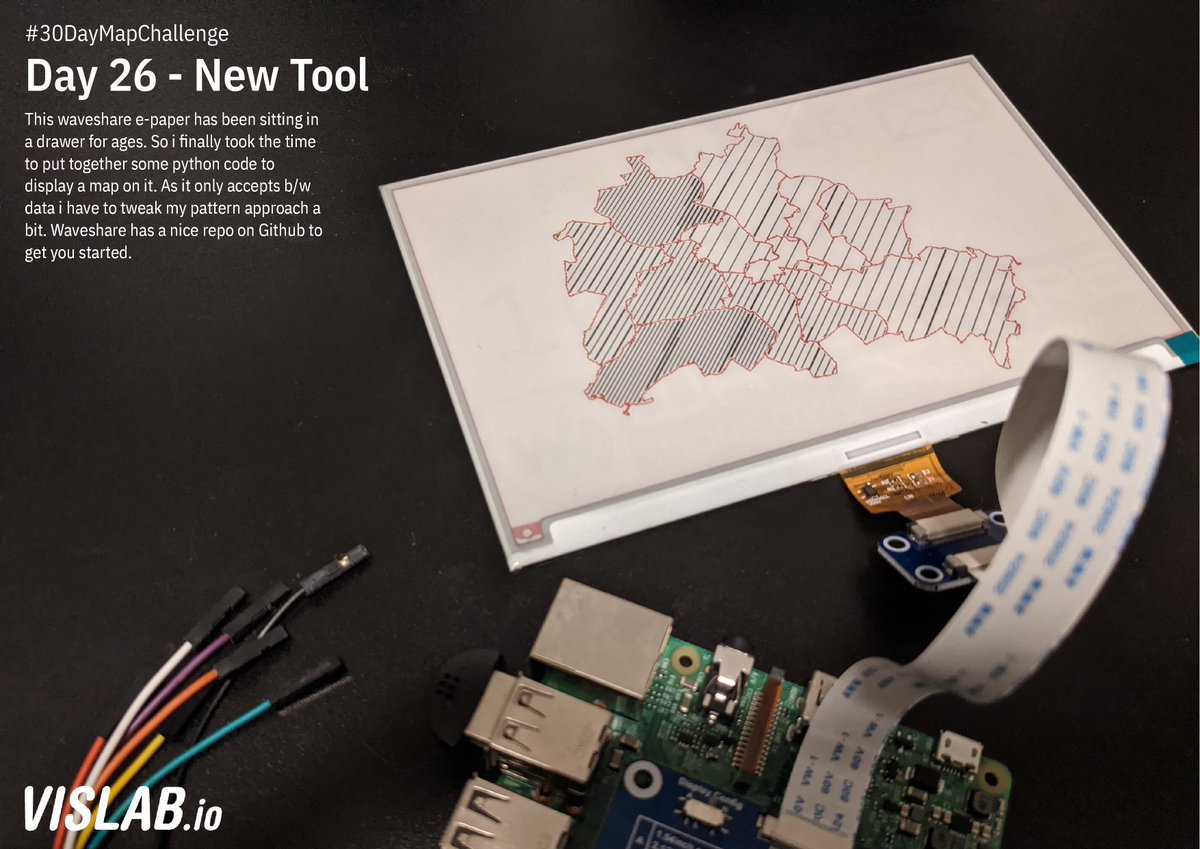 #30DayMapChallenge
Day 26 - New Tool
This waveshare e-paper has been sitting in
a drawer for ages. So i finally took the time
to put together some python code to
display a map on it. As it only accepts b/w
data i have to tweak my pattern approach a
bit. Waveshare has a nice repo on Github to
get you started.
Display Config
VISLAB.io